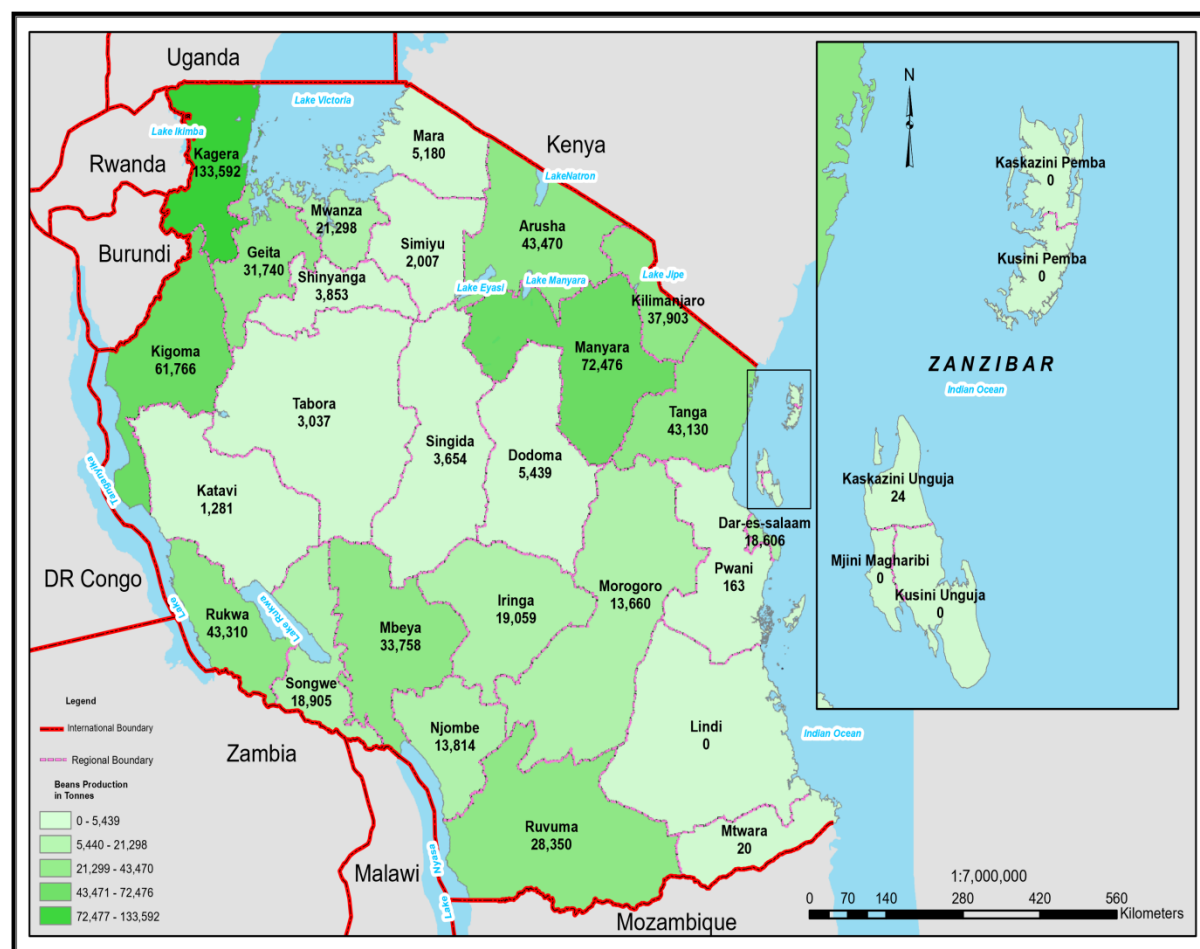 Uganda
Lake Victoria
Lake Ikimba
Mara
5,180
Kenya
Kagera
133,592
Rwanda
LakeNatron
Mwanza
21,298
Arusha
43,470
Burundi
Geita
31,740
Simiyu
2,007
Shinyanga
3,853
Lake Eyasi
Lake Manyara
Lake Jipe
Kilimanjaro
37,903
Kigoma
61,766
Manyara
72,476
Tabora
3,037
Singida
3,654
Dodoma
5,439
Tanga
43,130
Katavi
1,281
Lake Tanganyika
Dar-es-salaam
18,606
Pwani
163
DR Congo
Rukwa
43,310
Lake Rukwa
Mbeya
33,758
Iringa
19,059
Morogoro
13,660
Songwe
18,905
Njombe
13,814
Lindi
0
Indian Ocean
Zambia
Ruvuma
28,350
Mtwara
20
Malawi
Lake Nyasa
Mozambique
N
Kaskazini Pemba
0
Kusini Pemba
0
ZANZIBAR
Indian Ocean
Kaskazini Unguja
24
Mjini Magharibi
0
Kusini Unguja
0
Legend
International Boundary
Regional Boundary
Beans Production
in Tonnes
0 - 5,439
5,440 - 21,298
21,299 - 43,470
43,471 - 72,476
72,477 - 133,592
1:7,000,000
0 70 140 280 420 560
Kilometers